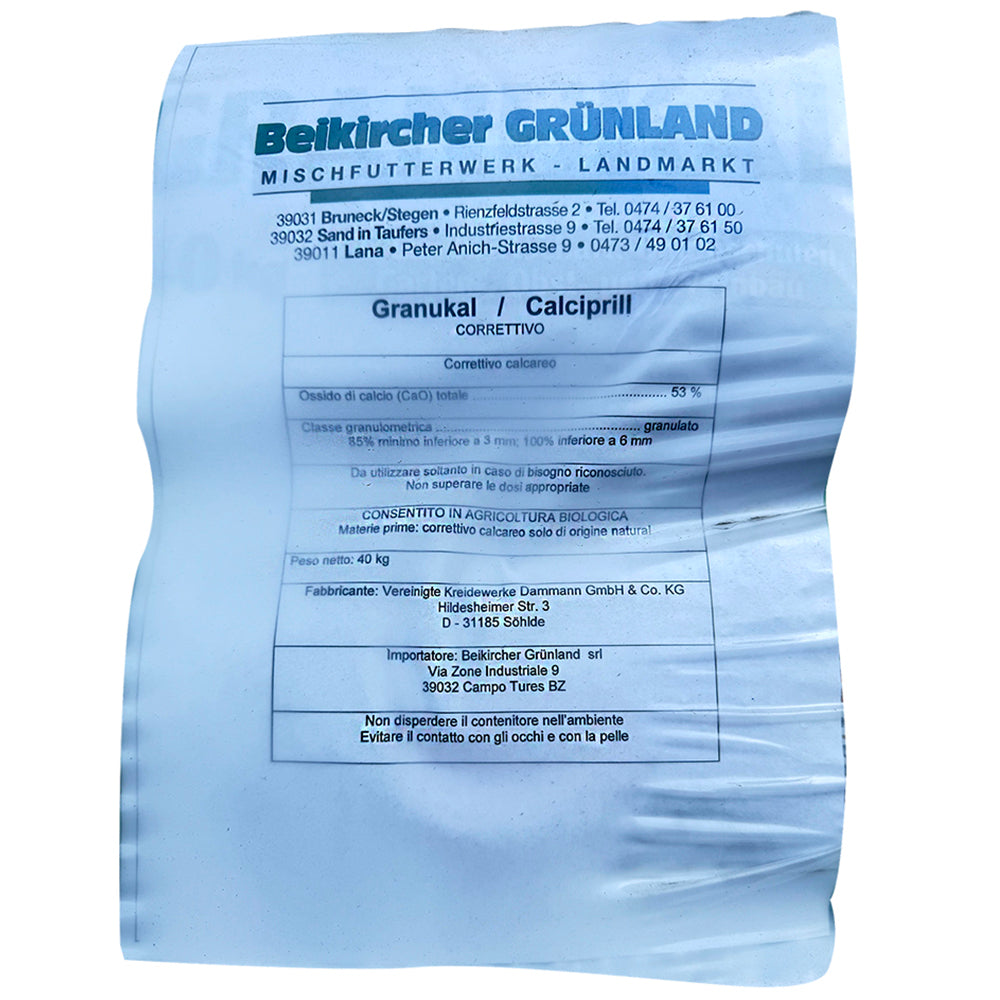 Beikircher GRÜNLAND
MISCHFUTTERWERK - LANDMARKT
39031 Bruneck/Stegen • Rienzfeldstrasse 2 • Tel. 0474 / 37 61 00
39032 Sand in Taufers • Industriestrasse 9 • Tel. 0474 / 37 61 50
39011 Lana • Peter Anich-Strasse 9 • 0473 / 49 01 02
Granukal / Calciprill
CORRETTIVO
Correttivo calcareo
Ossido di calcio (CaO) totale ........................... 53 %
Classe granulometrica ........................... granulato
85% minimo inferiore a 3 mm; 100% inferiore a 6 mm
Da utilizzare soltanto in caso di bisogno riconosciuto.
Non superare le dosi appropriate
CONSENTITO IN AGRICOLTURA BIOLOGICA
Materie prime: correttivo calcareo solo di origine natural
Peso netto: 40 kg
Fabbricante: Vereinigte Kreidewerke Dammann GmbH & Co. KG
Hildesheimer Str. 3
D - 31185 Söhlde
Importatore: Beikircher Grünland srl
Via Zone Industriale 9
39032 Campo Tures BZ
Non disperdere il contenitore nell'ambiente
Evitare il contatto con gli occhi e con la pelle